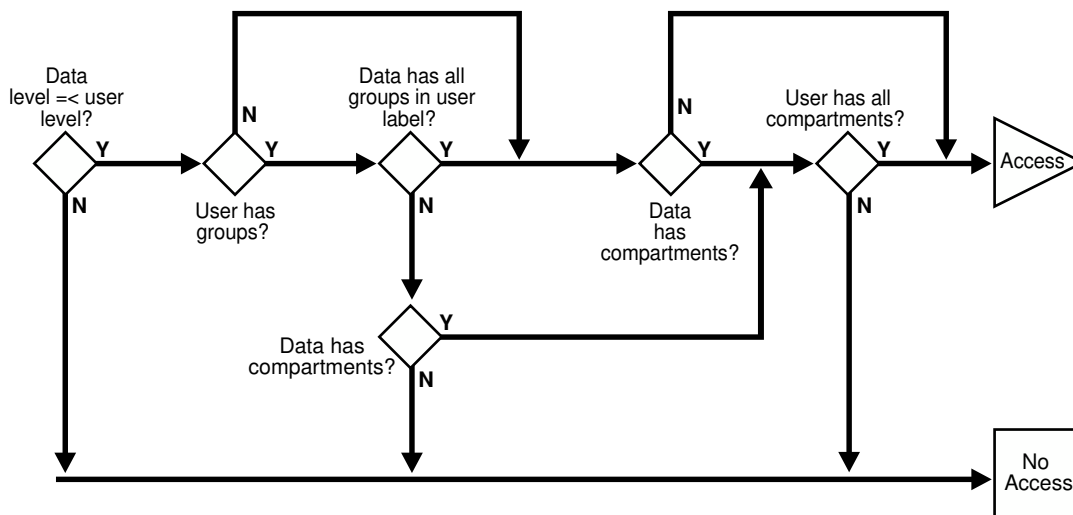 Data
level =< user
level?
Y
N
N
Y
User has
groups?
Data has all
groups in user
label?
Y
N
Data has
compartments?
Y
N
N
Y
Data
has
compartments?
User has all
compartments?
Y
N
Access
No
Access